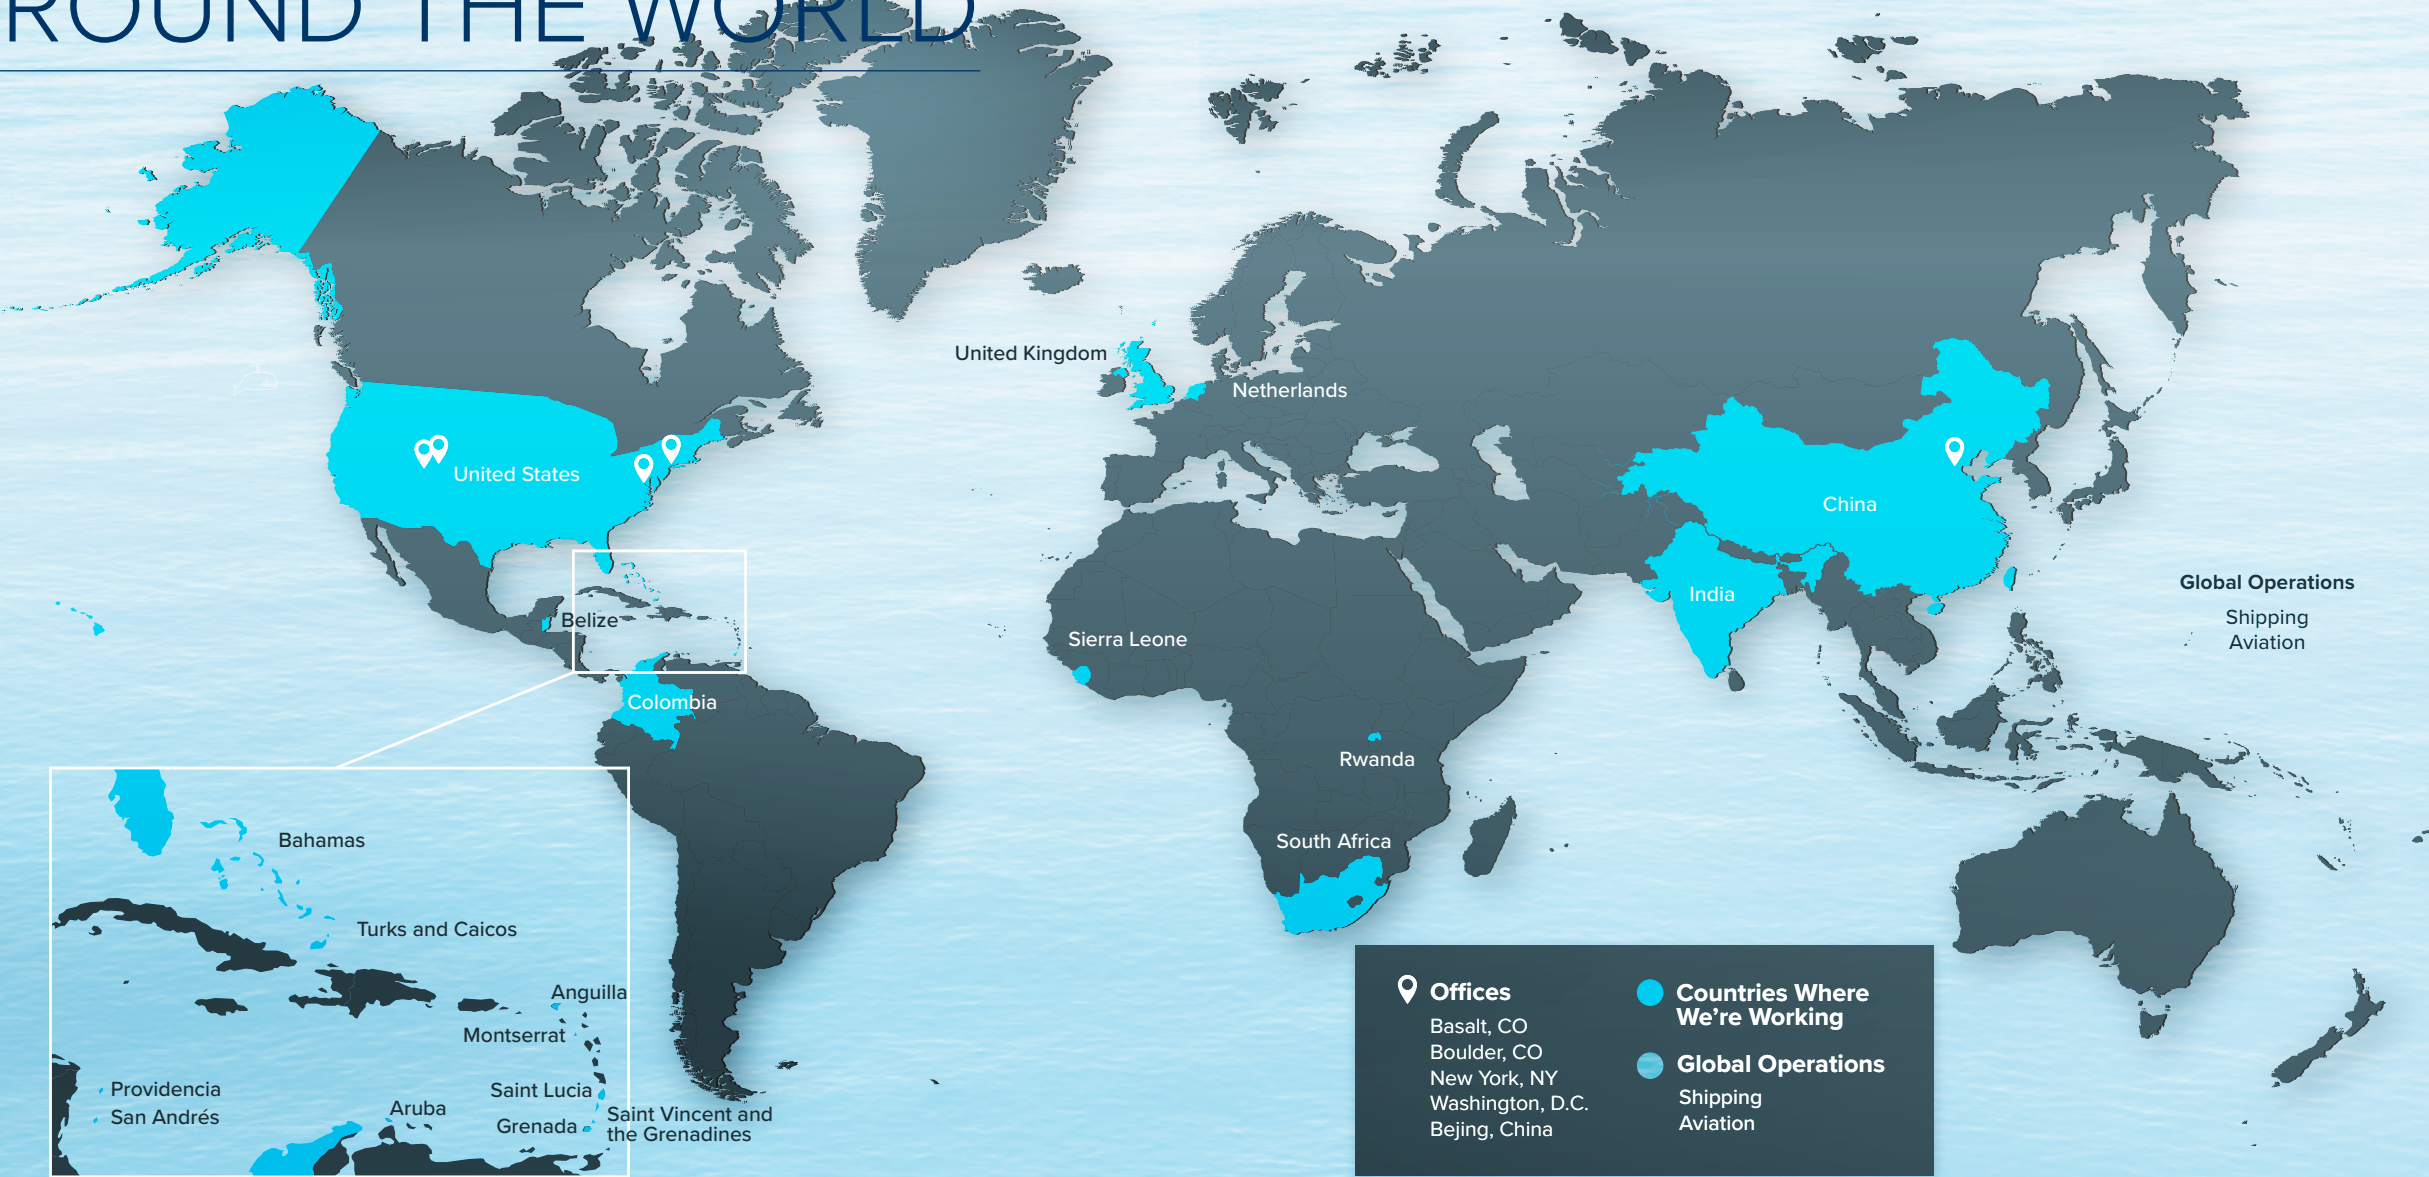 ROUND THE WORLD
United Kingdom
Netherlands
United States
China
India
Global Operations
Shipping
Aviation
Belize
Sierra Leone
Colombia
Rwanda
South Africa
Bahamas
Turks and Caicos
Anguilla
Montserrat
Providencia
San Andrés
Aruba
Saint Lucia
Grenada
Saint Vincent and
the Grenadines
Offices
Basalt, CO
Boulder, CO
New York, NY
Washington, D.C.
Bejing, China
Countries Where
We’re Working
Global Operations
Shipping
Aviation